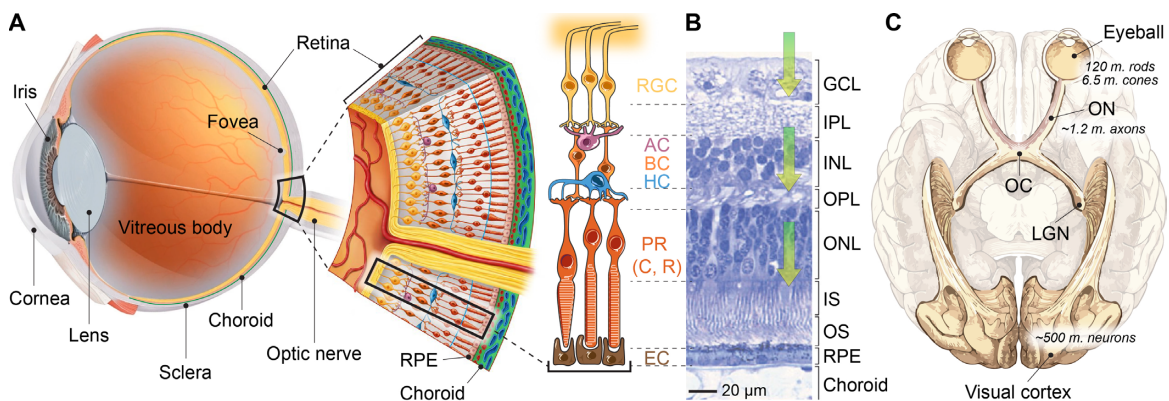 A
Retina
Iris
Fovea
Vitreous body
Cornea
Lens
Choroid
Sclera
Optic nerve
RPE
Choroid
RGC
AC
BC
HC
PR
(C, R)
EC
B
GCL
IPL
INL
OPL
ONL
IS
OS
RPE
Choroid
20 µm
C
Eyeball
120 m. rods
6.5 m. cones
ON
~1.2 m. axons
OC
LGN
~500 m. neurons
Visual cortex